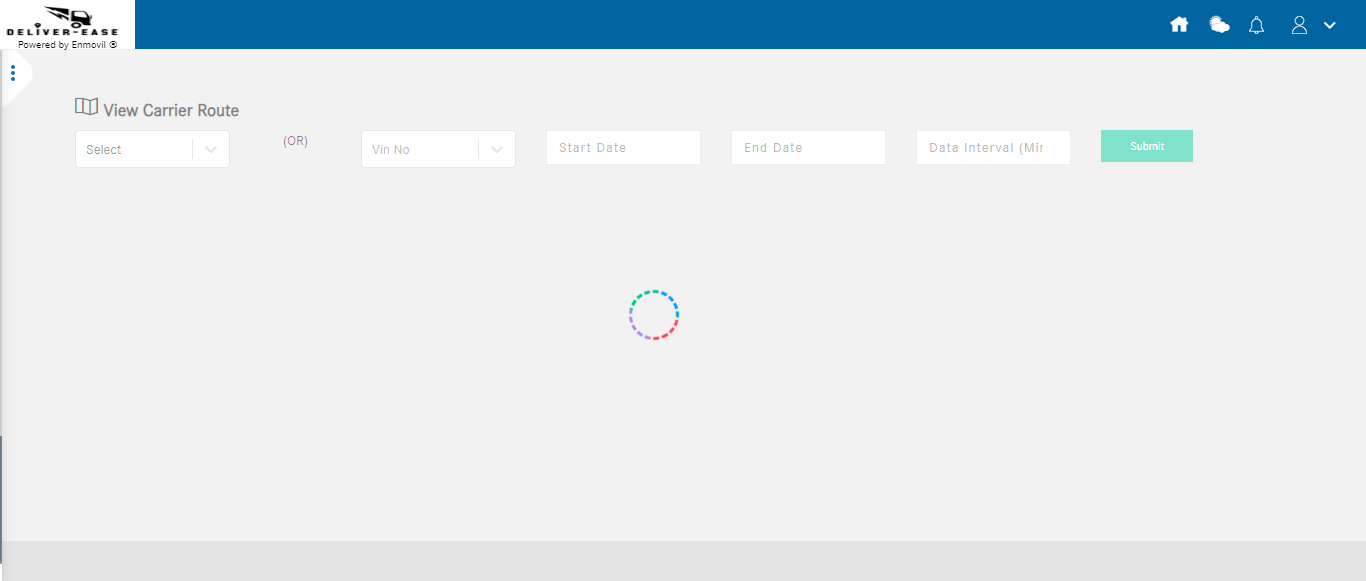 DELIVER-EASE
Powered by Enmovil ®
View Carrier Route
Select
(OR)
Vin No
Start Date
End Date
Data Interval (Mir
Submit